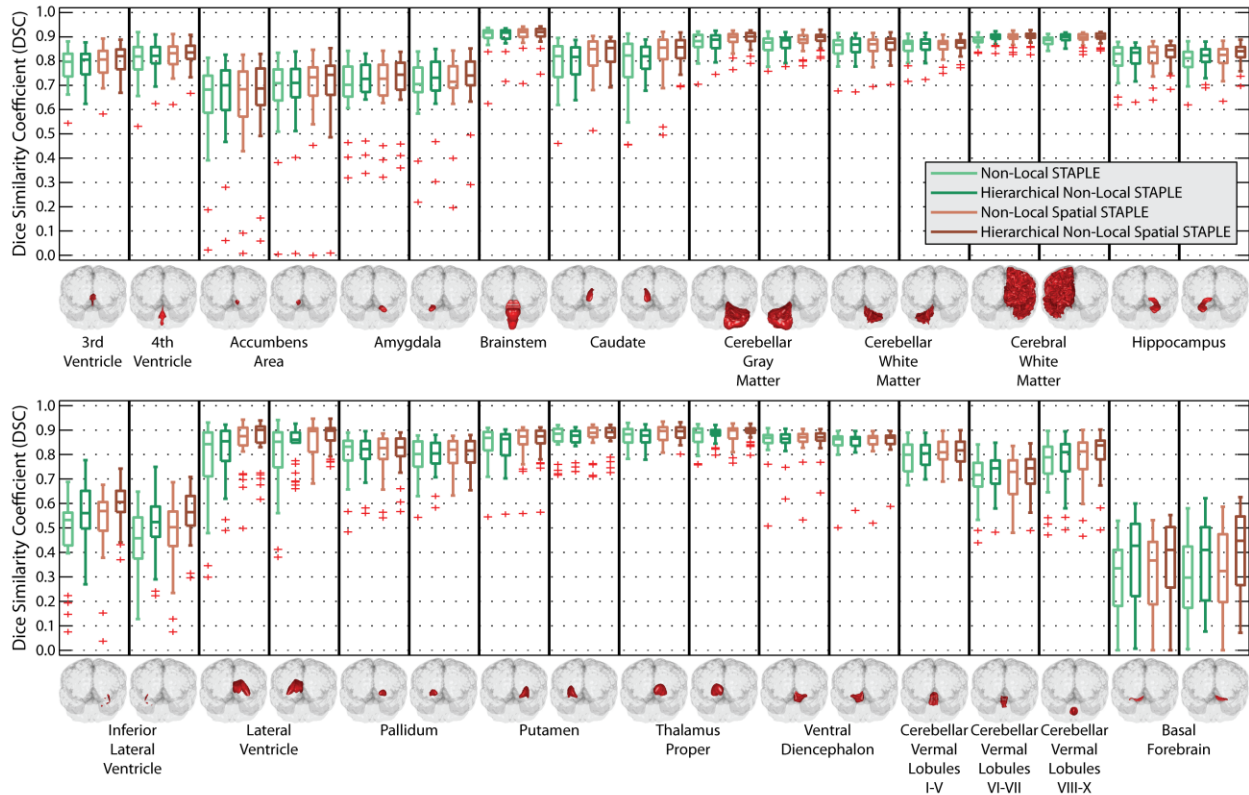 Dice Similarity Coefficient (DSC)
1.0
0.9
0.8
0.7
0.6
0.5
0.4
0.3
0.2
0.1
0.0
Non-Local STAPLE
Hierarchical Non-Local STAPLE
Non-Local Spatial STAPLE
Hierarchical Non-Local Spatial STAPLE
3rd
Ventricle
4th
Ventricle
Accumbens
Area
Amygdala
Brainstem
Caudate
Cerebellar
Gray
Matter
Cerebellar
White
Matter
Cerebral
White
Matter
Hippocampus
Dice Similarity Coefficient (DSC)
1.0
0.9
0.8
0.7
0.6
0.5
0.4
0.3
0.2
0.1
0.0
Inferior
Lateral
Ventricle
Lateral
Ventricle
Pallidum
Putamen
Thalamus
Proper
Ventral
Diencephalon
Cerebellar
Vermal
Lobules
I-V
Cerebellar
Vermal
Lobules
VI-VII
Cerebellar
Vermal
Lobules
VIII-X
Basal
Forebrain